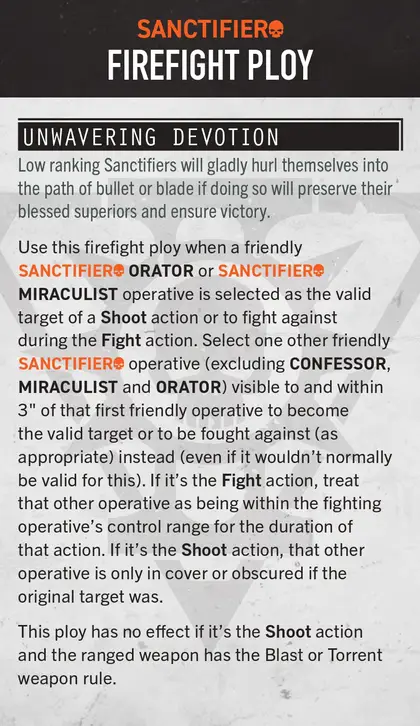 SANCTIFIER
FIREFIGHT PLOY
UNWAVERING DEVOTION
Low ranking Sanctifiers will gladly hurl themselves into
the path of bullet or blade if doing so will preserve their
blessed superiors and ensure victory.
Use this firefight ploy when a friendly
SANCTIFIER ORATOR or SANCTIFIER
MIRACULIST operative is selected as the valid
target of a Shoot action or to fight against
during the Fight action. Select one other friendly
SANCTIFIER operative (excluding CONFESSOR,
MIRACULIST and ORATOR) visible to and within
3" of that first friendly operative to become
the valid target or to be fought against (as
appropriate) instead (even if it wouldn't normally
be valid for this). If it's the Fight action, treat
that other operative as being within the fighting
operative's control range for the duration of
that action. If it's the Shoot action, that other
operative is only in cover or obscured if the
original target was.
This ploy has no effect if it's the Shoot action
and the ranged weapon has the Blast or Torrent
weapon rule.